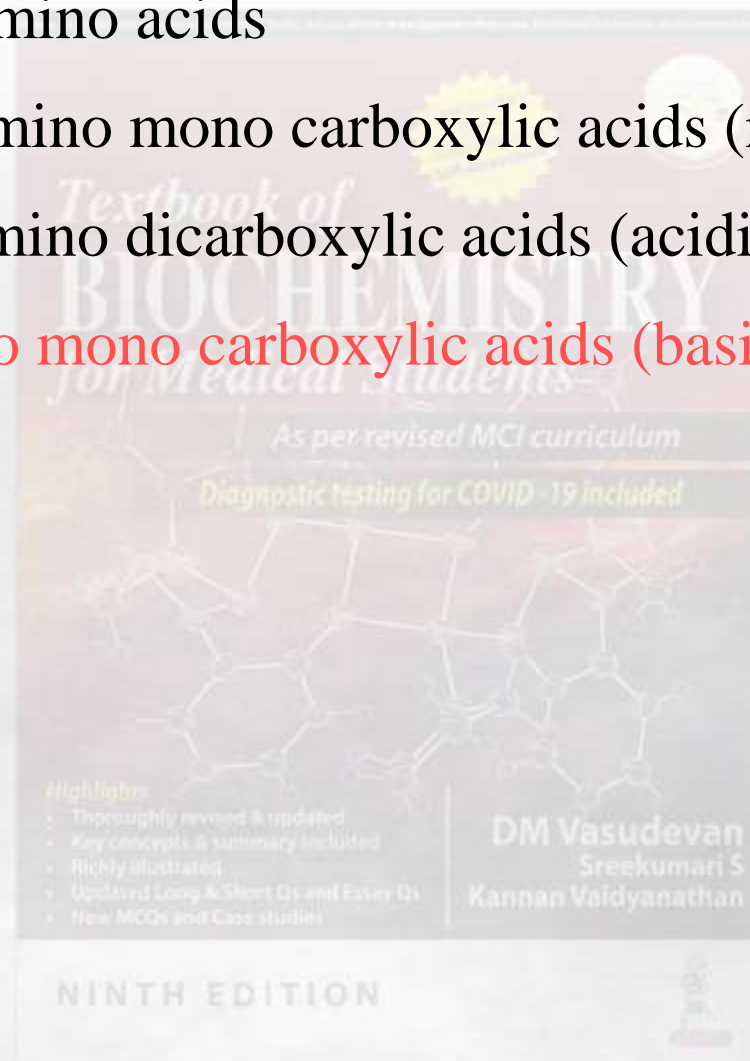 mino acids
mino mono carboxylic acids (
Textbook of
mino dicarboxylic acids (acidi
BIOCHEMISTRY
o mono carboxylic acids (basi
for Medical Students
As per revised MCI curriculum
Diagnostic testing for COVID -19 included
Highlights
• Thoroughly revised & updated
• Key concepts & summary included
• Richly illustrated
• Updated Long & Short Qs and Essay Qs
• New MCQs and Case studies
DM Vasudevan
Sreekumari S
Kannan Vaidyanathan
NINTH EDITION